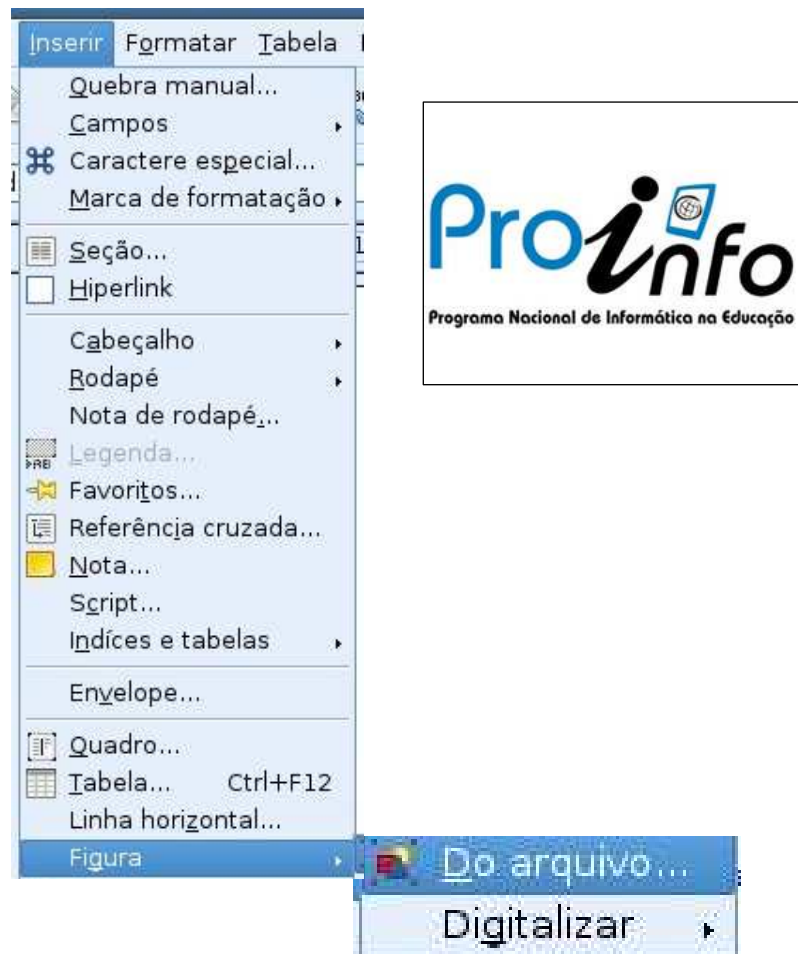 Inserir Formatar Tabela
Quebra manual...
Campos
Caractere especial...
Marca de formatação
Seção...
Hiperlink
Cabeçalho
Rodapé
Nota de rodapé...
Legenda...
Favoritos...
Referência cruzada...
Nota...
Script...
Indíces e tabelas
Envelope...
Quadro...
Tabela... Ctrl+F12
Linha horizontal...
Figura
Do arquivo...
Digitalizar
Proinfo
Programa Nacional de Informática na Educação